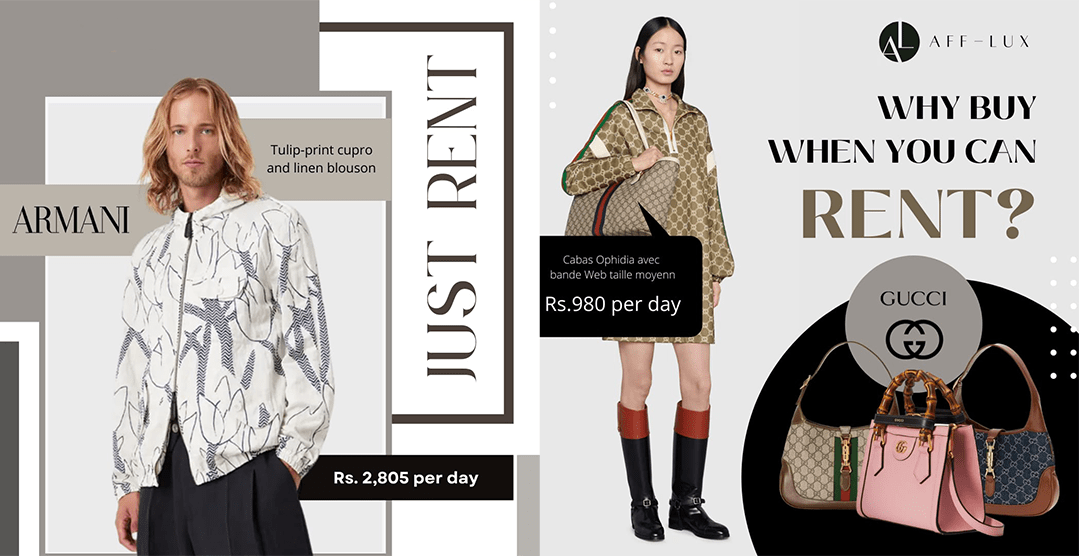 Tulip-print cupro
and linen blouson
ARMANI
JUST RENT
Rs. 2,805 per day
AL
AFF-LUX
WHY BUY
WHEN YOU CAN
RENT?
Cabas Ophidia avec
bande Web taille moyenn
Rs.980 per day
GUCCI